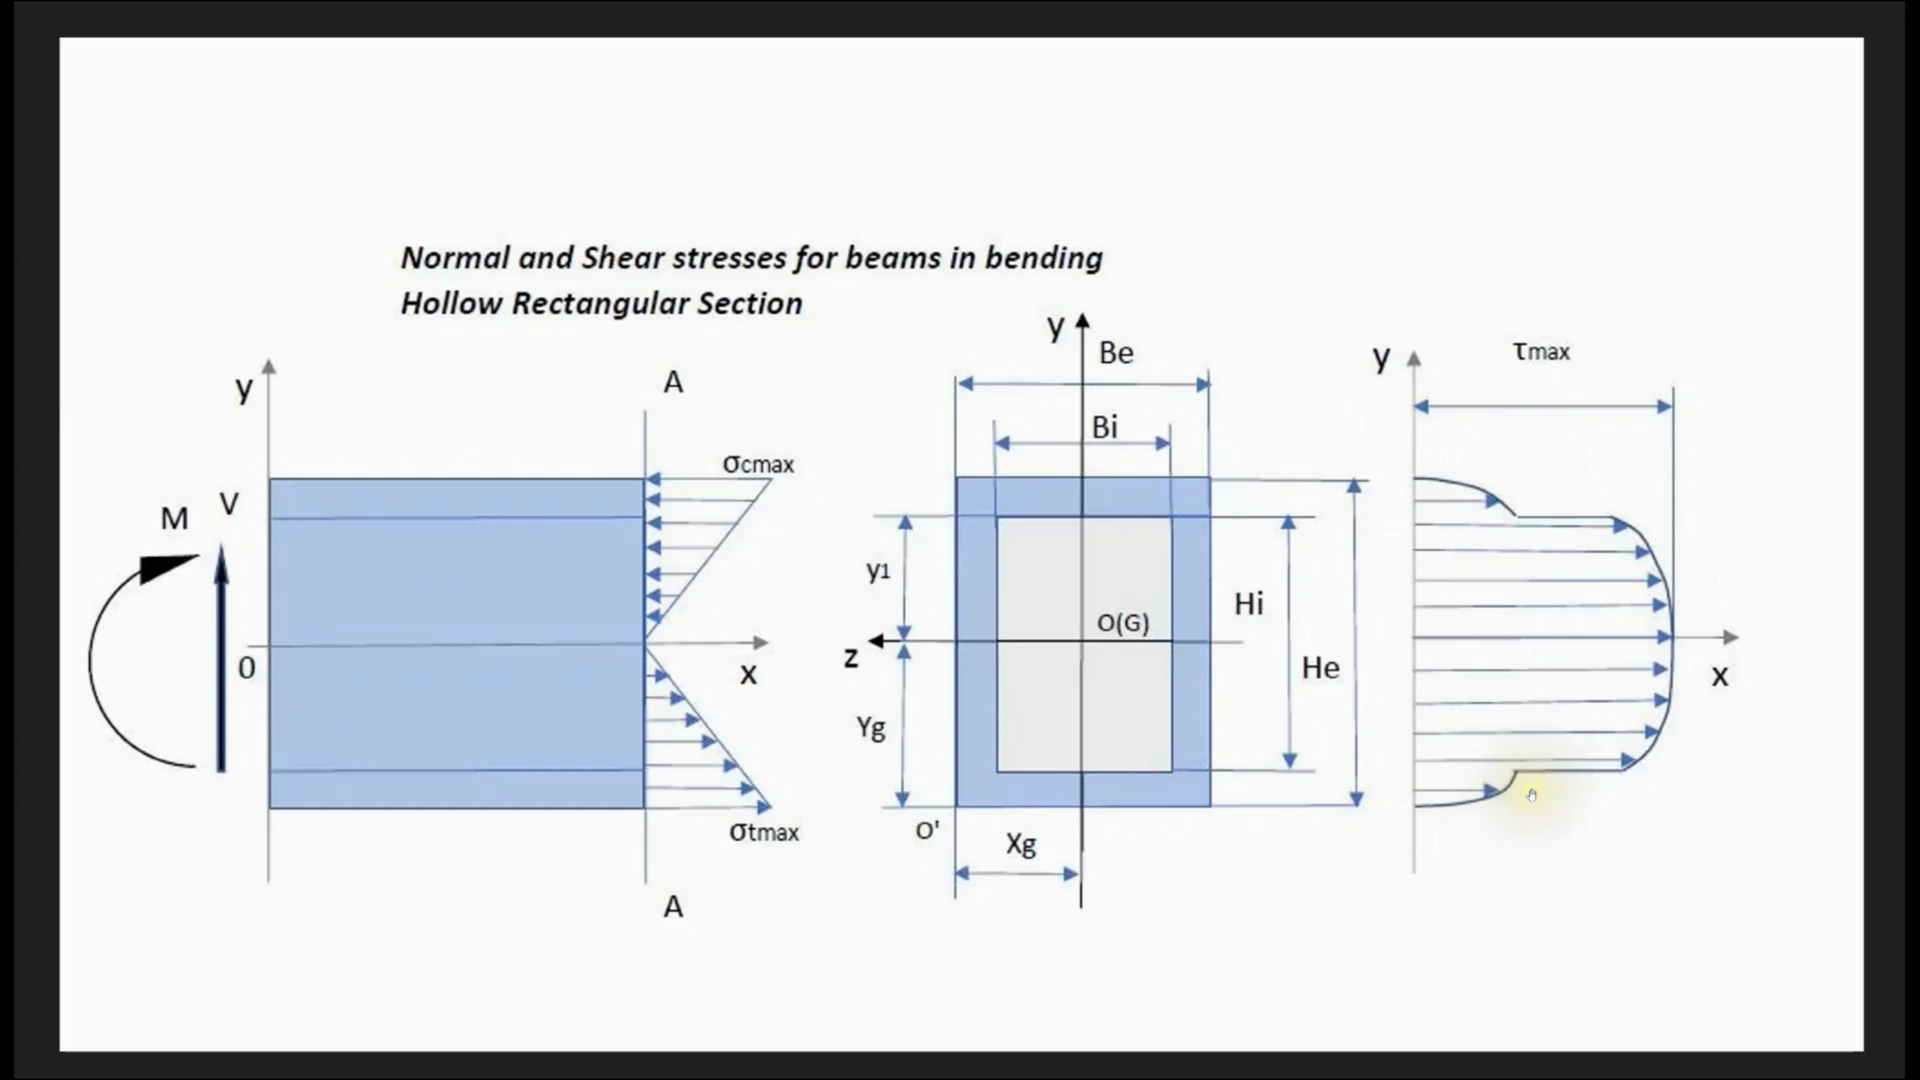 Normal and Shear stresses for beams in bending
Hollow Rectangular Section
y
A
σcmax
M
V
0
x
σtmax
A
y
Be
Bi
y1
O(G)
Hi
z
He
Yg
O'
Xg
y
τmax
x